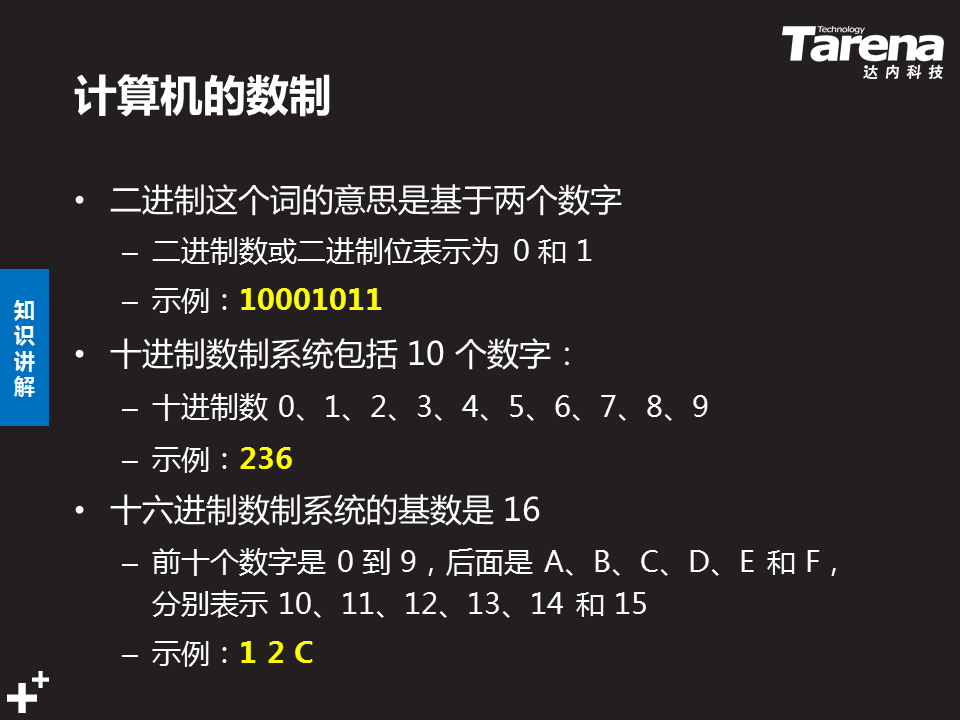 Technology
Tarena
达内科技
计算机的数制
• 二进制这个词的意思是基于两个数字
– 二进制数或二进制位表示为 0 和 1
– 示例：10001011
• 十进制数制系统包括 10 个数字：
– 十进制数 0、1、2、3、4、5、6、7、8、9
– 示例：236
• 十六进制数制系统的基数是 16
– 前十个数字是 0 到 9，后面是 A、B、C、D、E 和 F，
分别表示 10、11、12、13、14 和 15
– 示例：1 2 C
知
识
讲
解